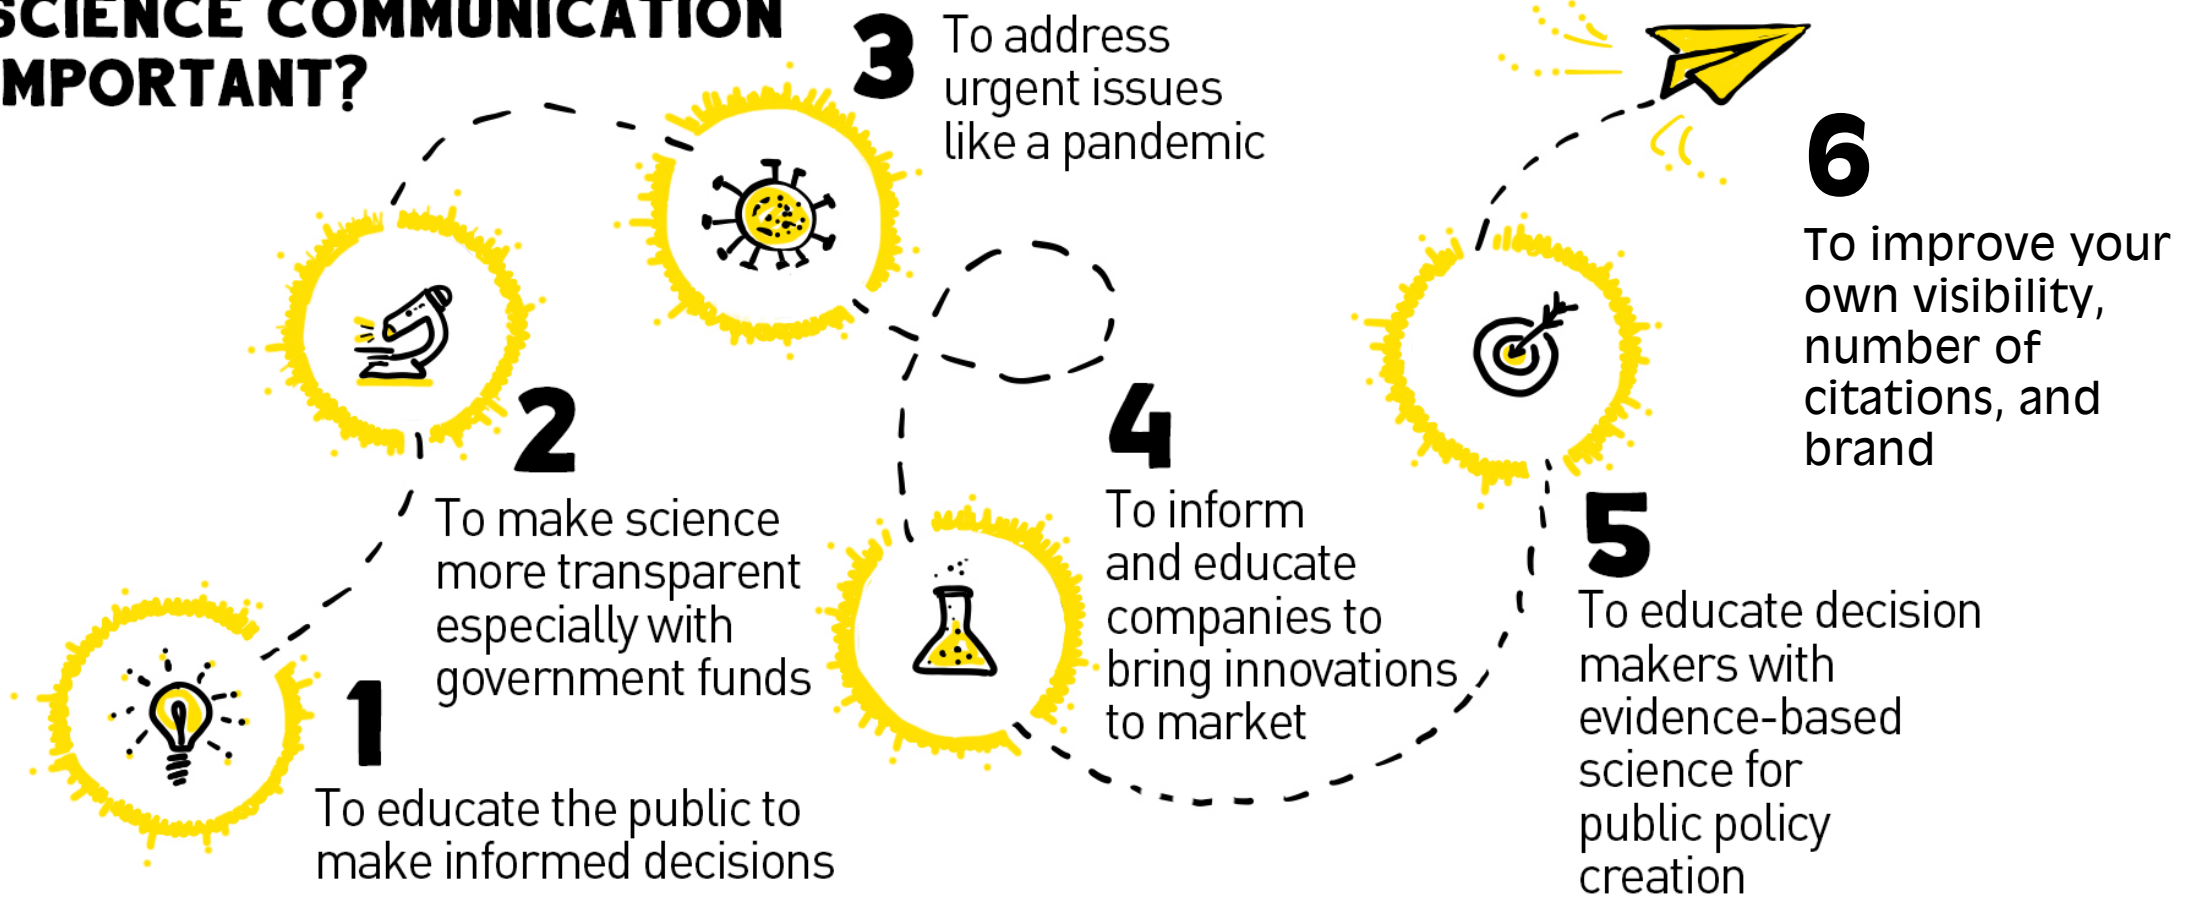 SCIENCE COMMUNICATION
IMPORTANT?
1
To educate the public to
make informed decisions
2
To make science
more transparent
especially with
government funds
3
To address
urgent issues
like a pandemic
4
To inform
and educate
companies to
bring innovations
to market
5
To educate decision
makers with
evidence-based
science for
public policy
creation
6
To improve your
own visibility,
number of
citations, and
brand